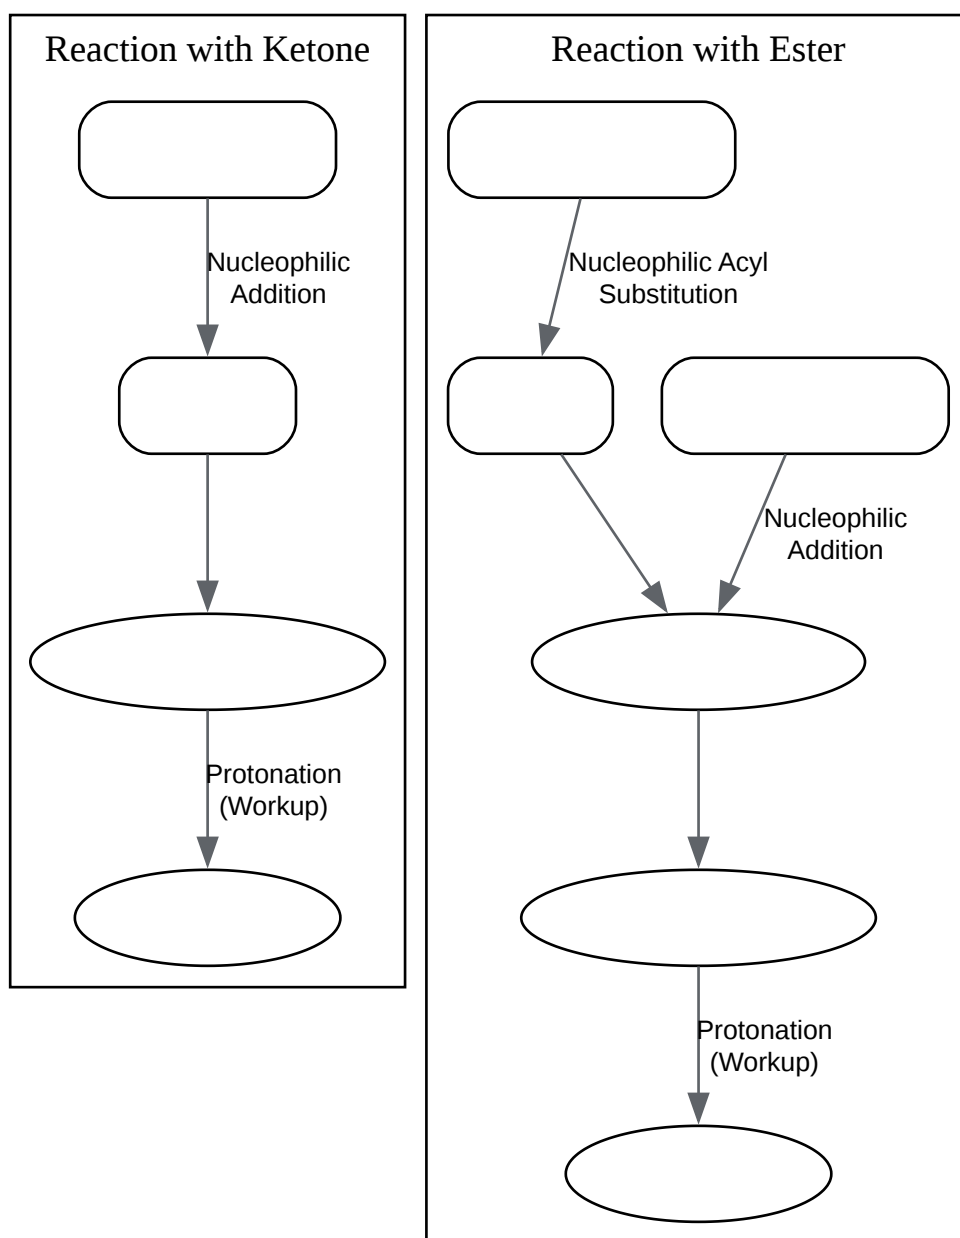 Reaction with Ketone
Nucleophilic
Addition
Protonation
(Workup)
Reaction with Ester
Nucleophilic Acyl
Substitution
Nucleophilic
Addition
Protonation
(Workup)